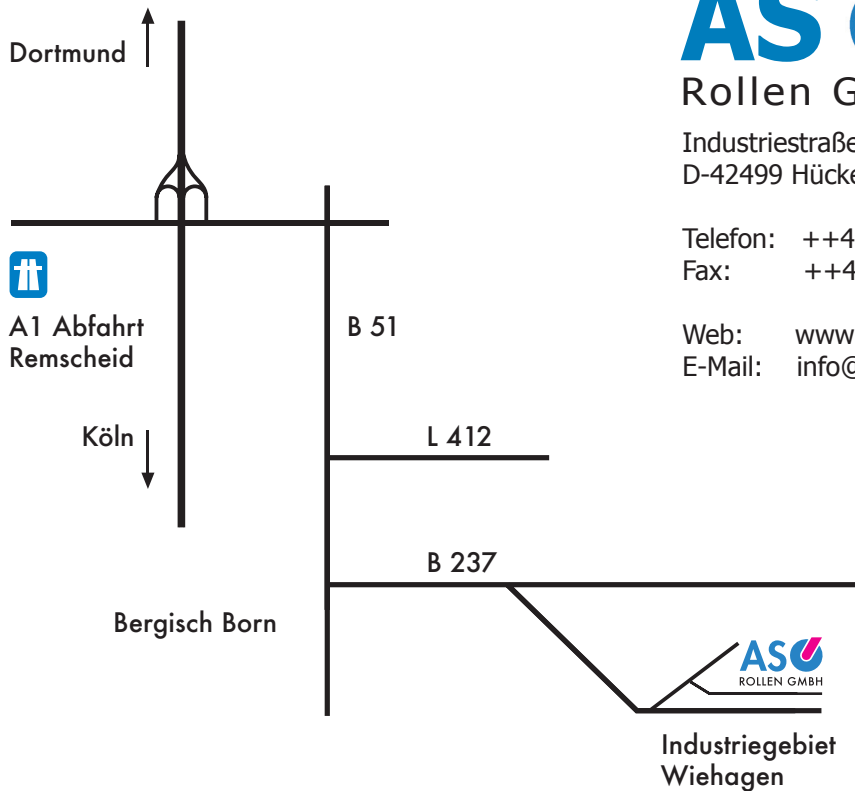 Dortmund
A1 Abfahrt
Remscheid
Köln
B 51
L 412
B 237
Bergisch Born
AS
Rollen G
Industriestraße
D-42499 Hücke
Telefon: ++4
Fax: ++4
Web: www
E-Mail: info@
ASO
ROLLEN GMBH
Industriegebiet
Wiehagen